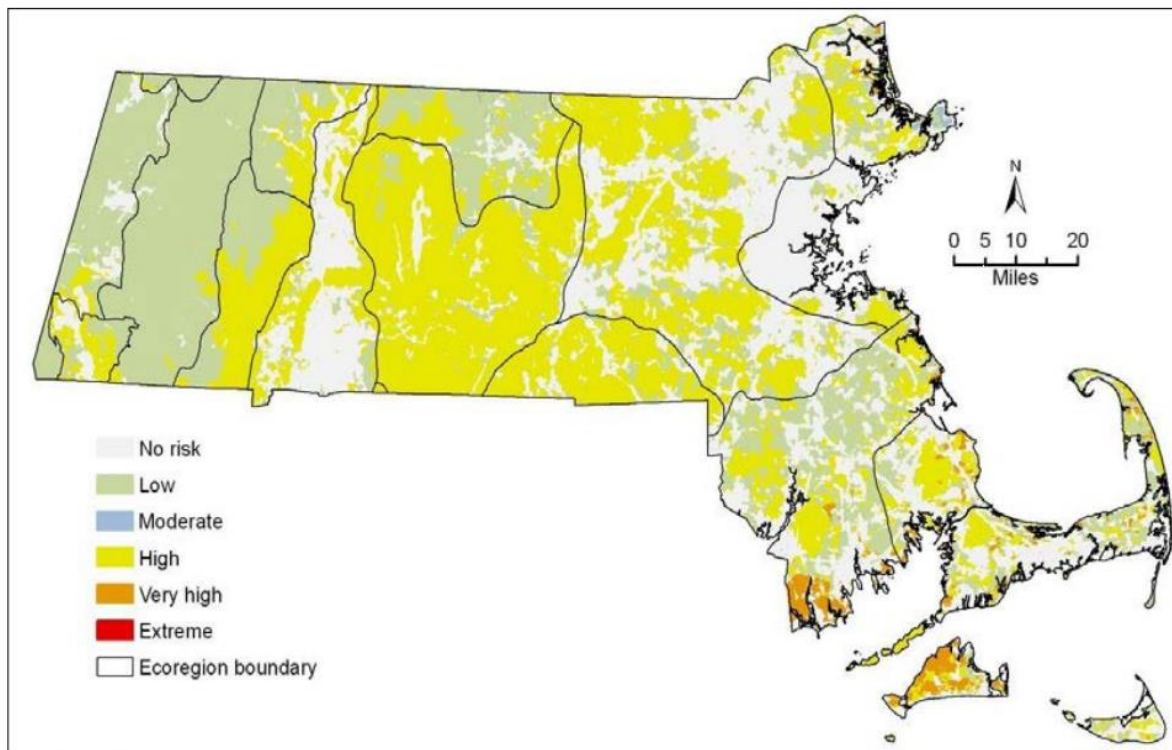 N
0 5 10 20
Miles
No risk
Low
Moderate
High
Very high
Extreme
Ecoregion boundary